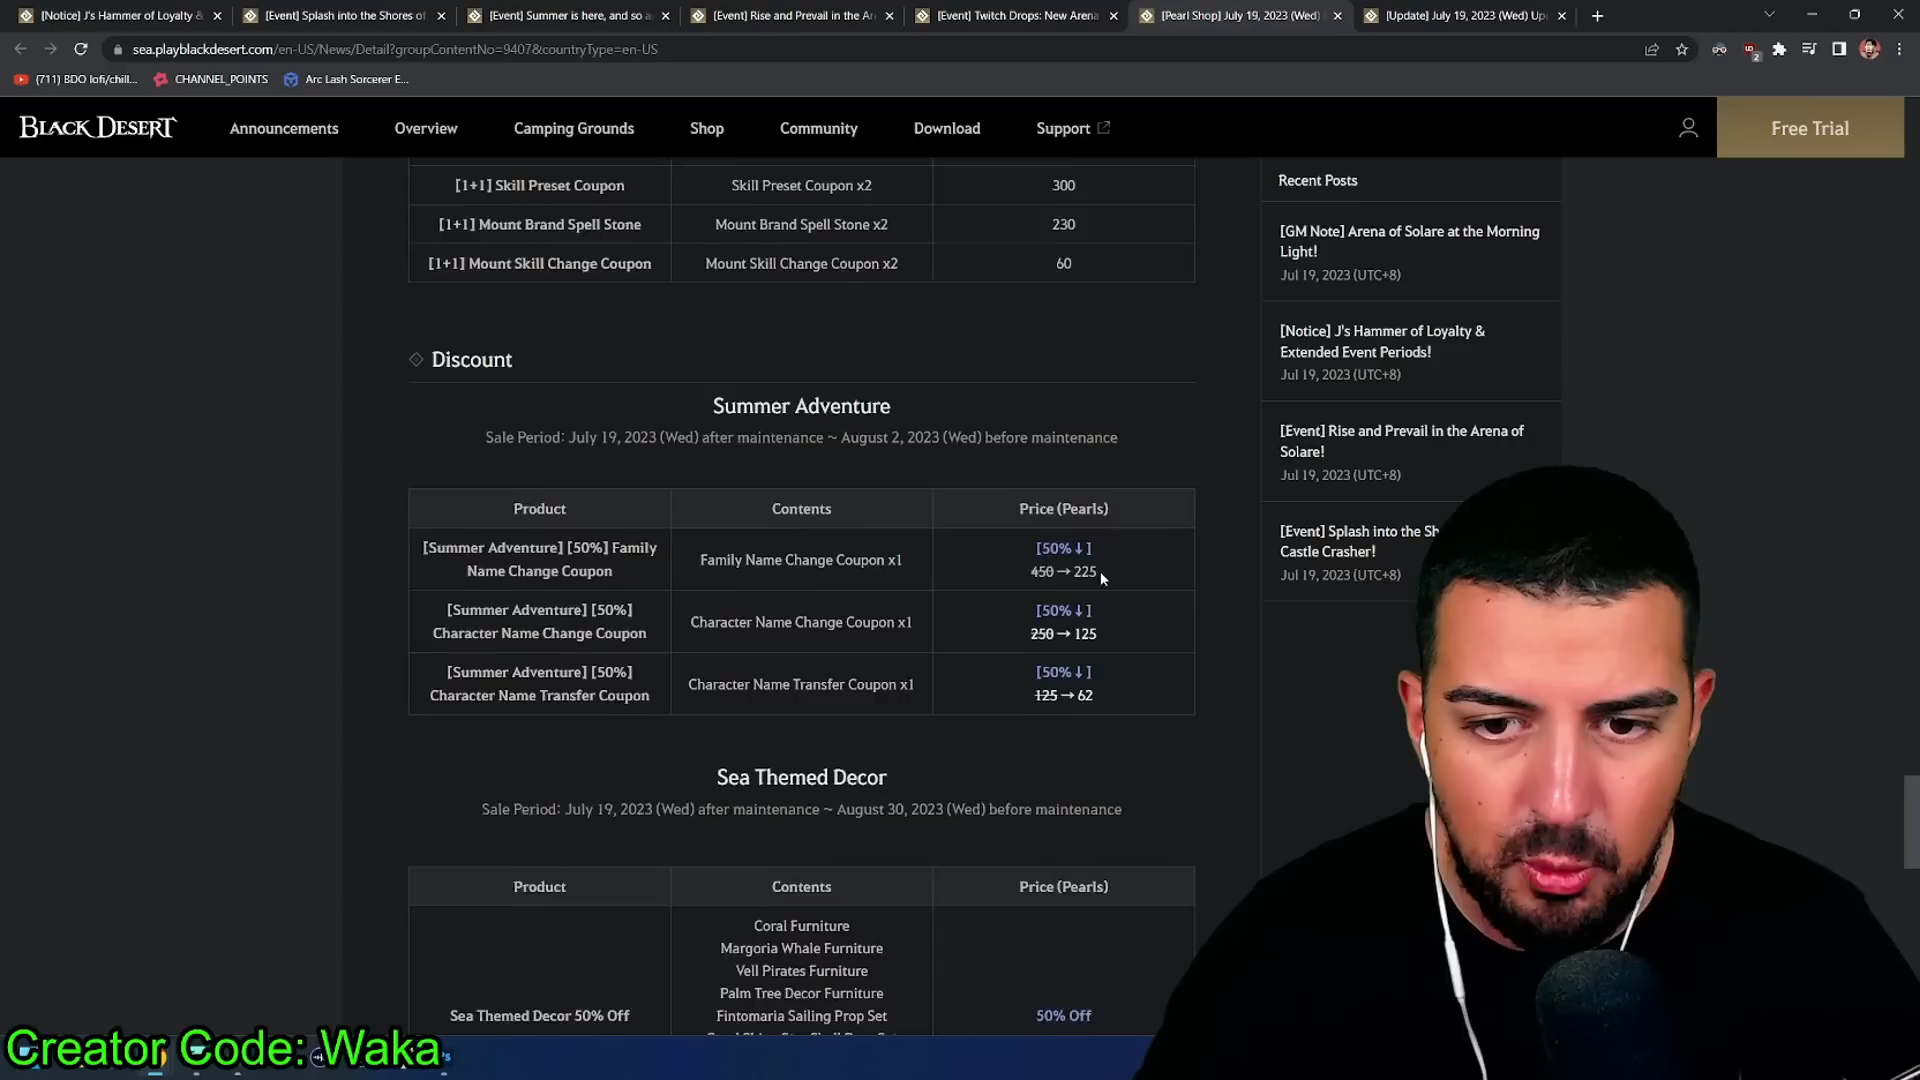 [Notice] J's Hammer of Loyalty &
[Event] Splash into the Shores of
[Event] Summer is here, and so a
[Event] Rise and Prevail in the Ar
[Event] Twitch Drops: New Arena
[Pearl Shop] July 19, 2023 (Wed)
[Update] July 19, 2023 (Wed) Up
sea.playblackdesert.com/en-US/News/Detail?groupContentNo=9407&countryType=en-US
2
(711) BDO lofi/chill...
CHANNEL_POINTS
Arc Lash Sorcerer E...
BLACK DESERT
Announcements
Overview
Camping Grounds
Shop
Community
Download
Support
Free Trial
[1+1] Skill Preset Coupon
Skill Preset Coupon x2
300
[1+1] Mount Brand Spell Stone
Mount Brand Spell Stone x2
230
[1+1] Mount Skill Change Coupon
Mount Skill Change Coupon x2
60
Discount
Summer Adventure
Sale Period: July 19, 2023 (Wed) after maintenance ~ August 2, 2023 (Wed) before maintenance
Product
Contents
Price (Pearls)
[Summer Adventure] [50%] Family
Name Change Coupon
Family Name Change Coupon x1
[50%↓]
450 → 225
[Summer Adventure] [50%]
Character Name Change Coupon
Character Name Change Coupon x1
[50%↓]
250 → 125
[Summer Adventure] [50%]
Character Name Transfer Coupon
Character Name Transfer Coupon x1
[50%↓]
125 → 62
Sea Themed Decor
Sale Period: July 19, 2023 (Wed) after maintenance ~ August 30, 2023 (Wed) before maintenance
Product
Contents
Price (Pearls)
Sea Themed Decor 50% Off
Coral Furniture
Margoria Whale Furniture
Vell Pirates Furniture
Palm Tree Decor Furniture
Fintomaria Sailing Prop Set
50% Off
Recent Posts
[GM Note] Arena of Solare at the Morning
Light!
Jul 19, 2023 (UTC+8)
[Notice] J's Hammer of Loyalty &
Extended Event Periods!
Jul 19, 2023 (UTC+8)
[Event] Rise and Prevail in the Arena of
Solare!
Jul 19, 2023 (UTC+8)
[Event] Splash into the Sh
Castle Crasher!
Jul 19, 2023 (UTC+8)
Creator Code: Waka